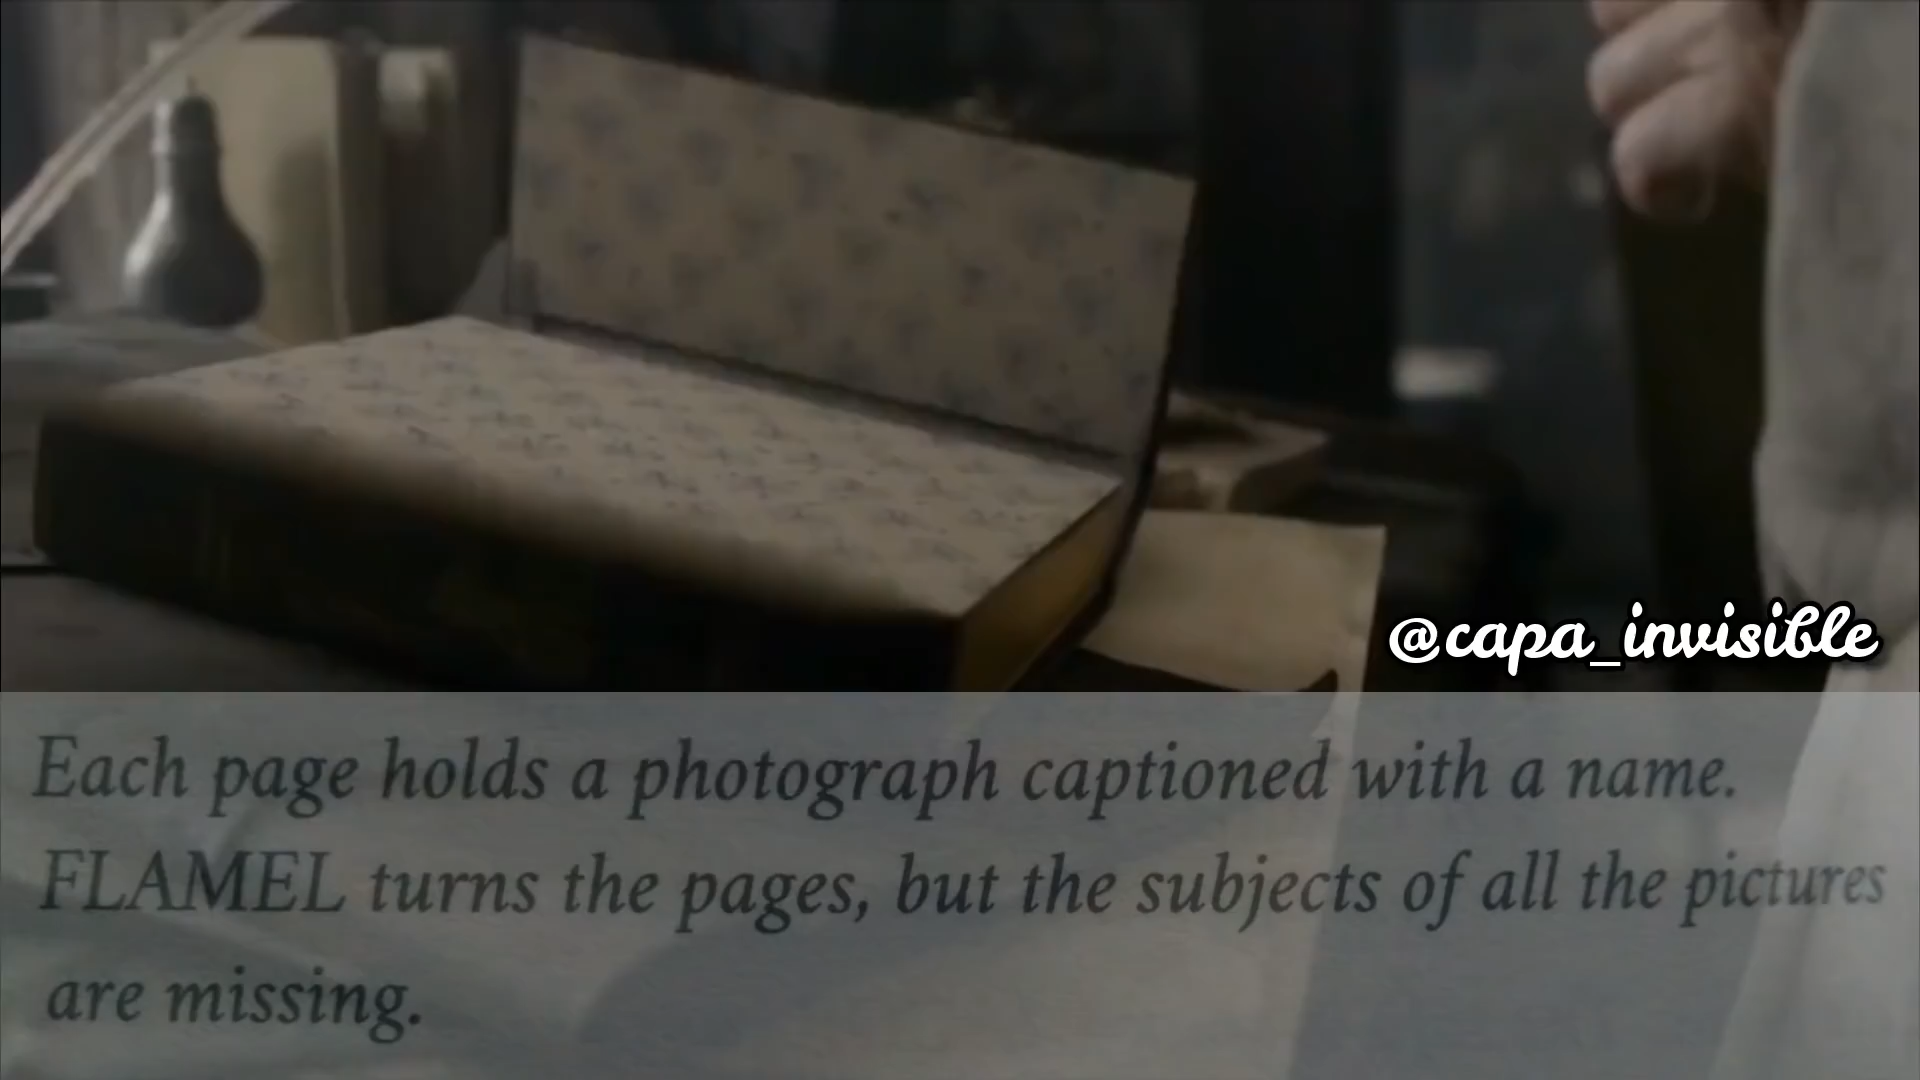 @capa_invisible
Each page holds a photograph captioned with a name.
FLAMEL turns the pages, but the subjects of all the pictures
are missing.